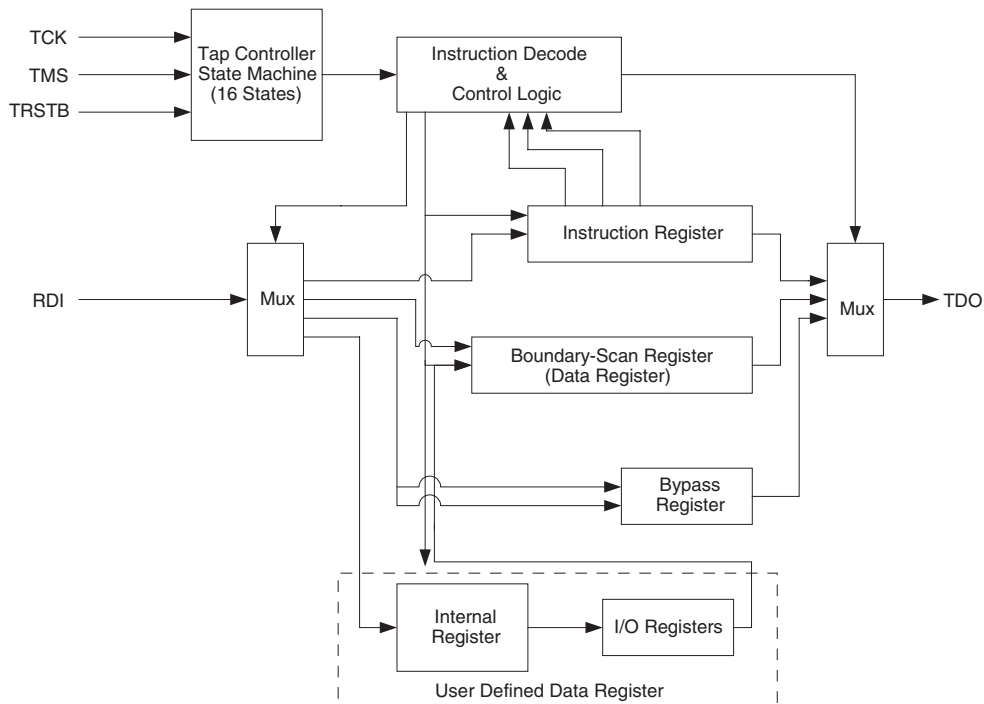 TCK
TMS
TRSTB
Tap Controller
State Machine
(16 States)
Instruction Decode
&
Control Logic
Instruction Register
RDI
Mux
Mux
TDO
Boundary-Scan Register
(Data Register)
Bypass
Register
Internal
Register
I/O Registers
User Defined Data Register